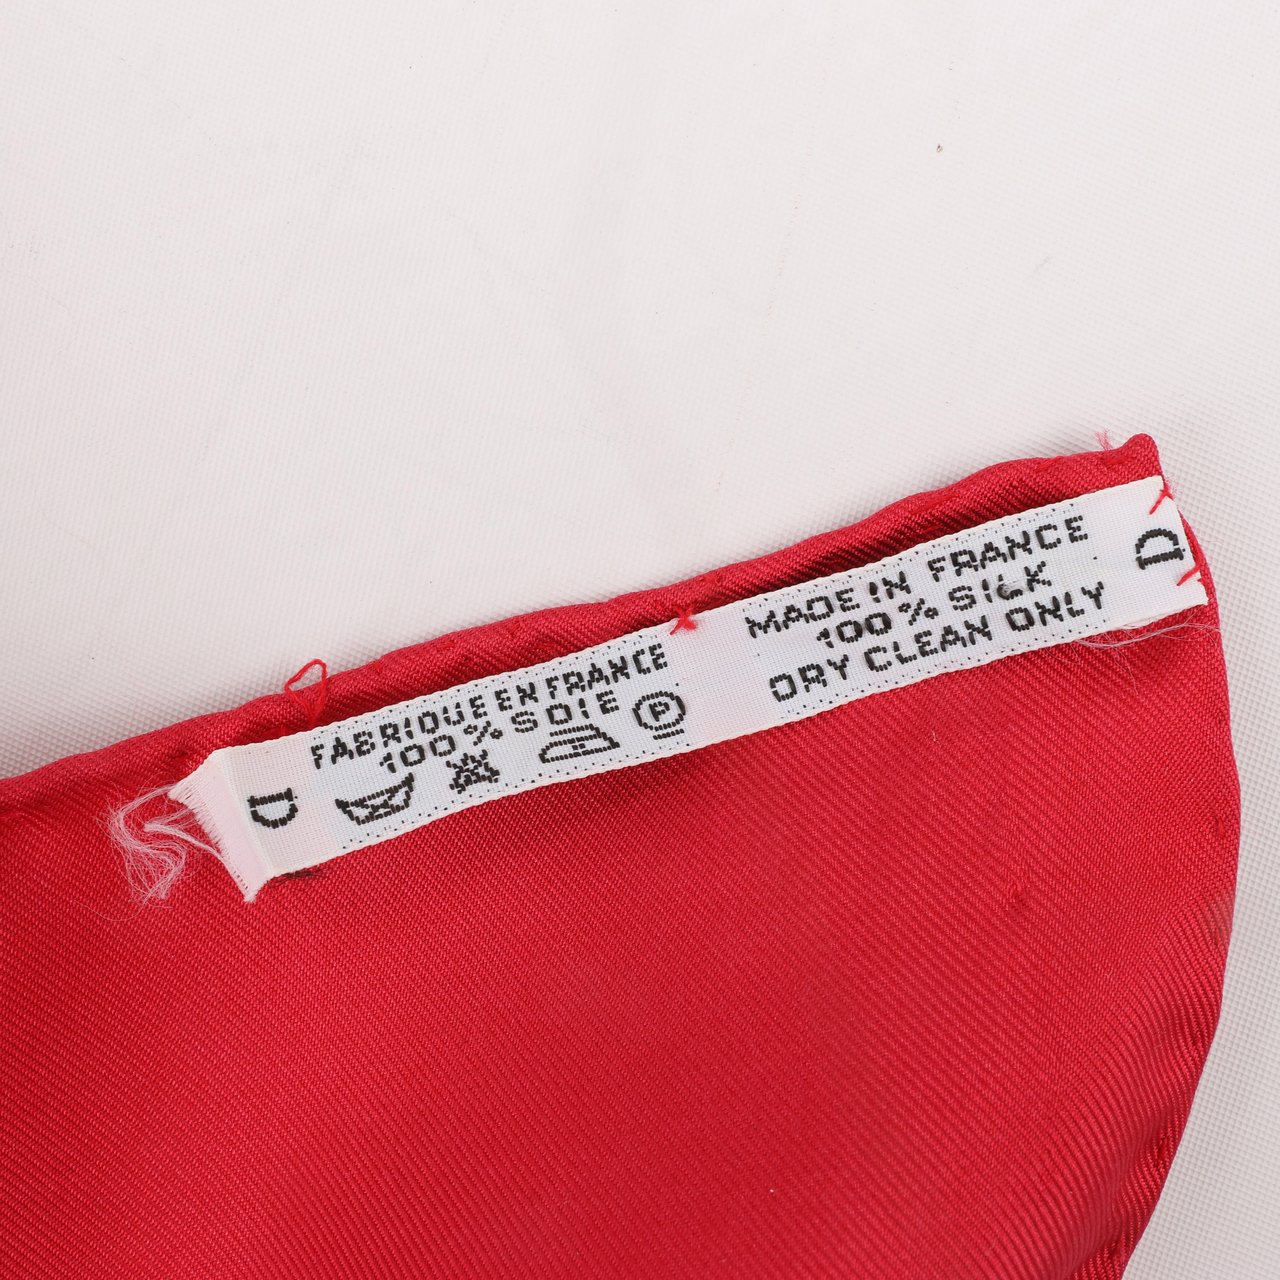 D
FABRIQUE EN FRANCE
100% SOIE
P
MADE IN FRANCE
100% SILK
DRY CLEAN ONLY
D